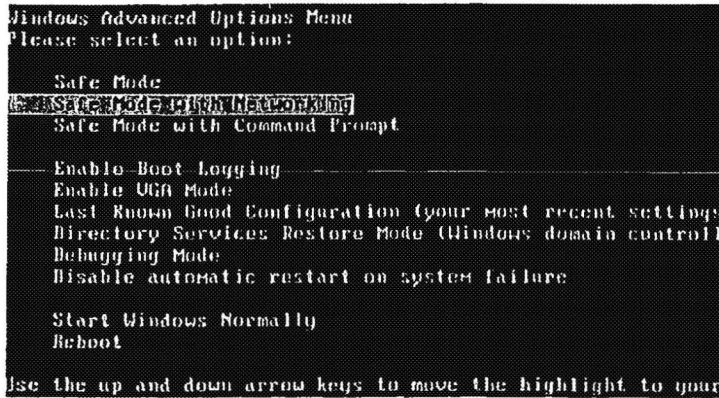 Windows Advanced Options Menu
Please select an option:
Safe Mode
Safe Mode with Networking
Safe Mode with Command Prompt
Enable Boot Logging
Enable VGA Mode
Last Known Good Configuration (your most recent settings
Directory Services Restore Mode (Windows domain controll
Debugging Mode
Disable automatic restart on system failure
Start Windows Normally
Reboot
Use the up and down arrow keys to move the highlight to your